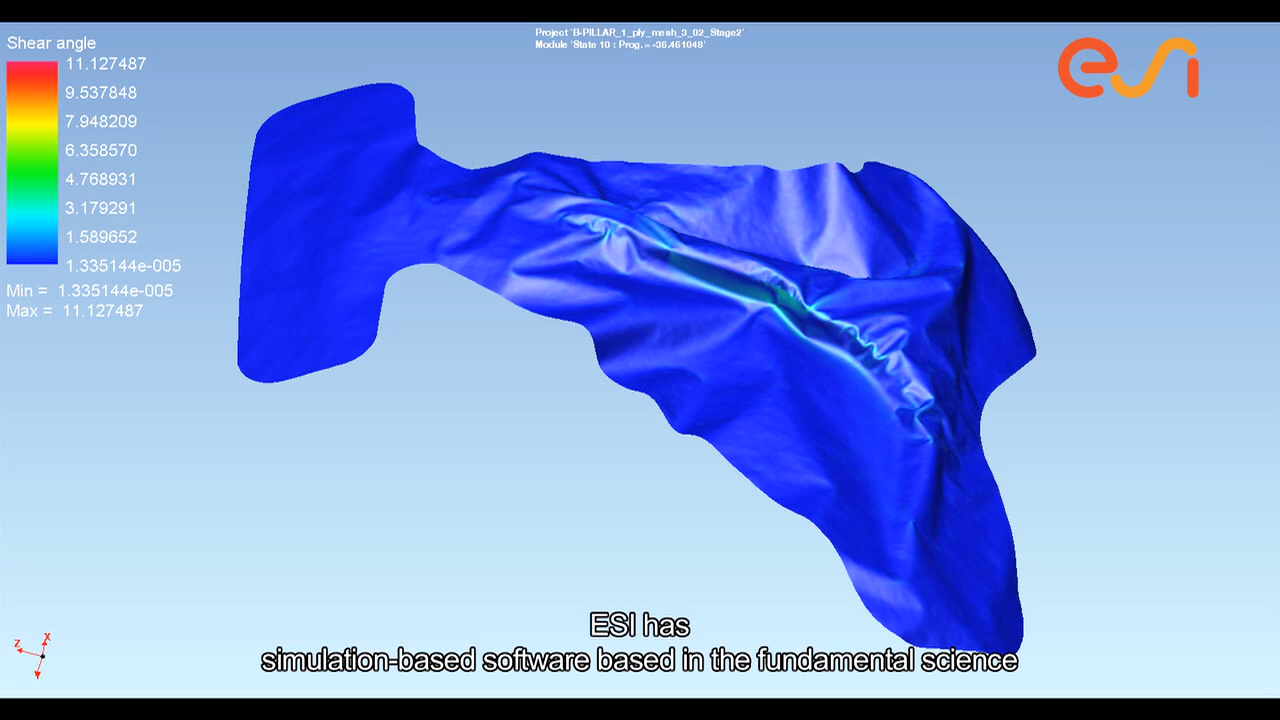 Project 'B-PILLAR_1_ply_mesh_3_02_Stage2'
Module 'State 10 : Prog. = -36.461048'
Shear angle
11.127487
9.537848
7.948209
6.358570
4.768931
3.179291
1.589652
1.335144e-005
Min = 1.335144e-005
Max = 11.127487
esi
Z
X
ESI has
simulation-based software based in the fundamental science